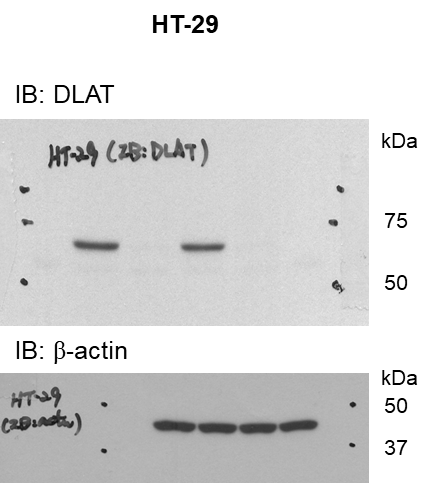 HT-29
IB: DLAT
kDa
HT-29 (IB:DLAT)
75
50
IB: β-actin
kDa
HT-29
(IB:actin)
50
37